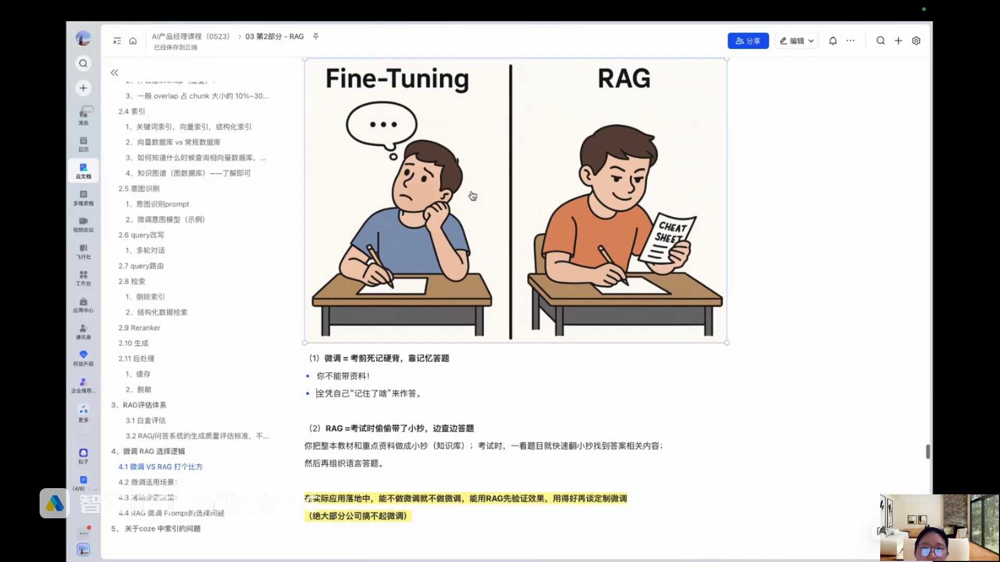 AI产品经理课程（0523） > 03 第2部分 - RAG
已经保存到云端
分享
编辑
499
消息
日历
云文档
多维表格
视频会议
飞行社
工作台
应用中心
通讯录
权益升级
企业推荐...
更多
扣子
(4/9) : ...
3、一般 overlap 占 chunk 大小的 10%~30...
2.4 索引
1、关键词索引，向量索引，结构化索引
2、向量数据库 vs 常规数据库
3、如何知道什么时候查询相向量数据库，...
4、知识图谱（图数据库）——了解即可
2.5 意图识别
1、意图识别prompt
2、微调意图模型（示例）
2.6 query改写
1、多轮对话
2.7 query路由
2.8 检索
1、倒排索引
2、结构化数据检索
2.9 Reranker
2.10 生成
2.11 后处理
1、缓存
2、脱敏
3、RAG评估体系
3.1 白盒评估
3.2 RAG/问答系统的生成质量评估标准，不...
4、微调 RAG 选择逻辑
4.1 微调 VS RAG 打个比方
4.2 微调适用场景：
4.4 RAG 微调 Prompt的选择问题
5、 关于coze 中索引的问题
Fine-Tuning
RAG
CHEAT
SHEET
（1）微调 = 考前死记硬背，靠记忆答题
• 你不能带资料！
• 全凭自己“记住了啥”来作答。
（2）RAG =考试时偷偷带了小抄，边查边答题
你把整本教材和重点资料做成小抄（知识库）；考试时，一看题目就快速翻小抄找到答案相关内容；
然后再组织语言答题。
在实际应用落地中，能不做微调就不做微调，能用RAG先验证效果，用得好再谈定制微调
（绝大部分公司搞不起微调）